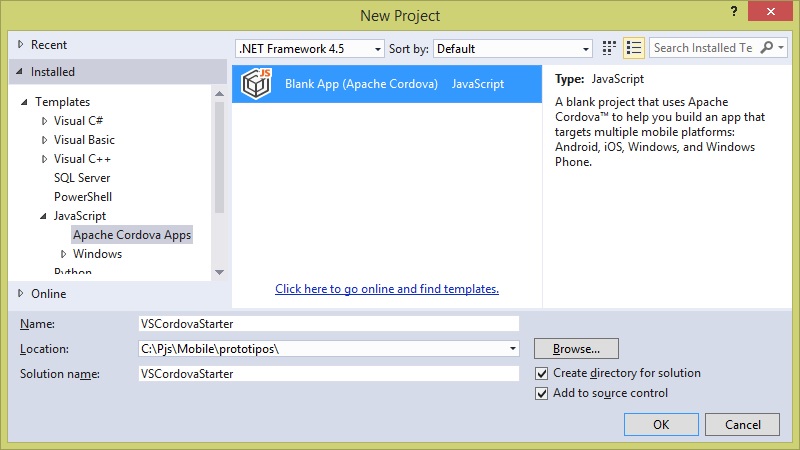 New Project
?
Recent
.NET Framework 4.5
Sort by:
Default
Search Installed Te
Installed
Templates
Visual C#
Visual Basic
Visual C++
SQL Server
PowerShell
JavaScript
Apache Cordova Apps
Windows
Python
Online
JS
Blank App (Apache Cordova)
JavaScript
Click here to go online and find templates.
Type: JavaScript
A blank project that uses Apache
Cordova™ to help you build an app that
targets multiple mobile platforms:
Android, iOS, Windows, and Windows
Phone.
Name:
VSCordovaStarter
Location:
C:\Pjs\Mobile\prototipos\
Browse...
Solution name:
VSCordovaStarter
Create directory for solution
Add to source control
OK
Cancel